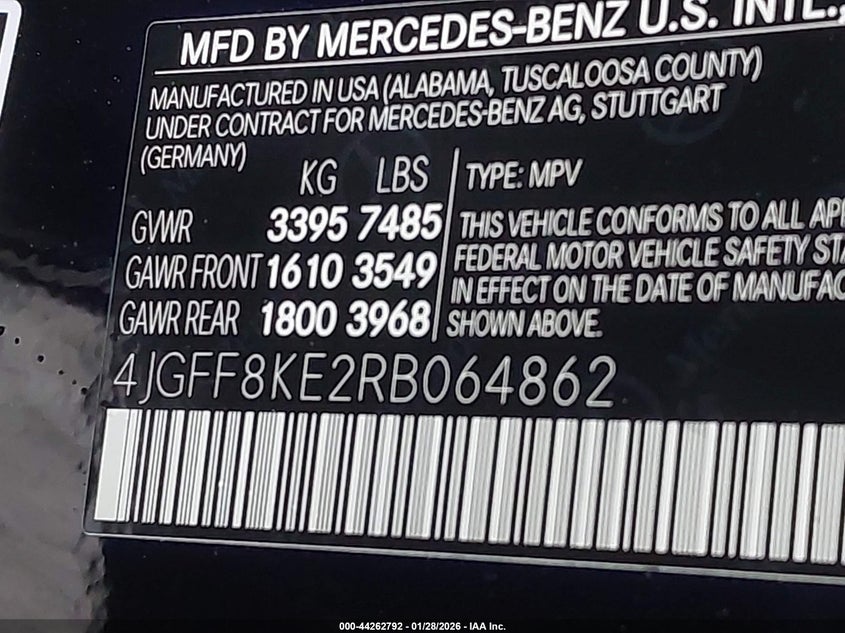 MFD BY MERCEDES-BENZ U.S. INTL.,
MANUFACTURED IN USA (ALABAMA, TUSCALOOSA COUNTY)
UNDER CONTRACT FOR MERCEDES-BENZ AG, STUTTGART
(GERMANY)
KG LBS
GVWR 3395 7485
GAWR FRONT 1610 3549
GAWR REAR 1800 3968
TYPE: MPV
THIS VEHICLE CONFORMS TO ALL
FEDERAL MOTOR VEHICLE SAFETY
IN EFFECT ON THE DATE OF
SHOWN ABOVE.
4JGFF8KE2RB064862
000-44262792 - 01/28/2026 - IAA Inc.